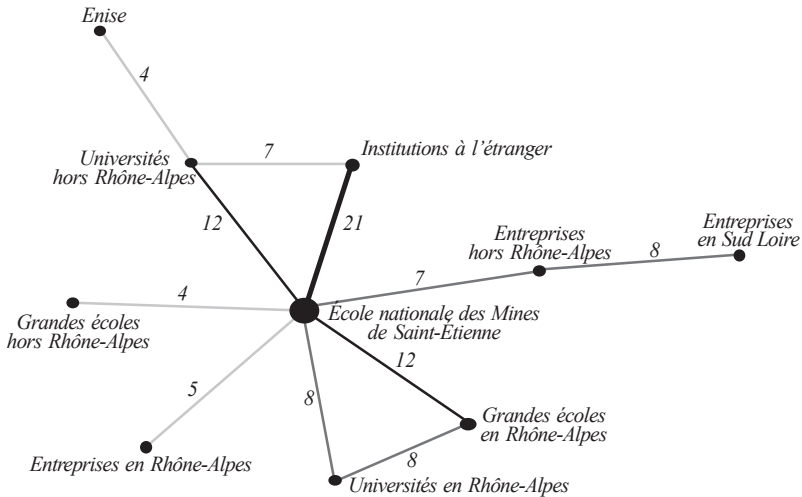 Enise
4
Universités
hors Rhône-Alpes
7
Institutions à l'étranger
12
21
Entreprises
hors Rhône-Alpes
8
Entreprises
en Sud Loire
7
4
Grandes écoles
hors Rhône-Alpes
École nationale des Mines
de Saint-Étienne
5
8
12
Grandes écoles
en Rhône-Alpes
8
Entreprises en Rhône-Alpes
Universités en Rhône-Alpes